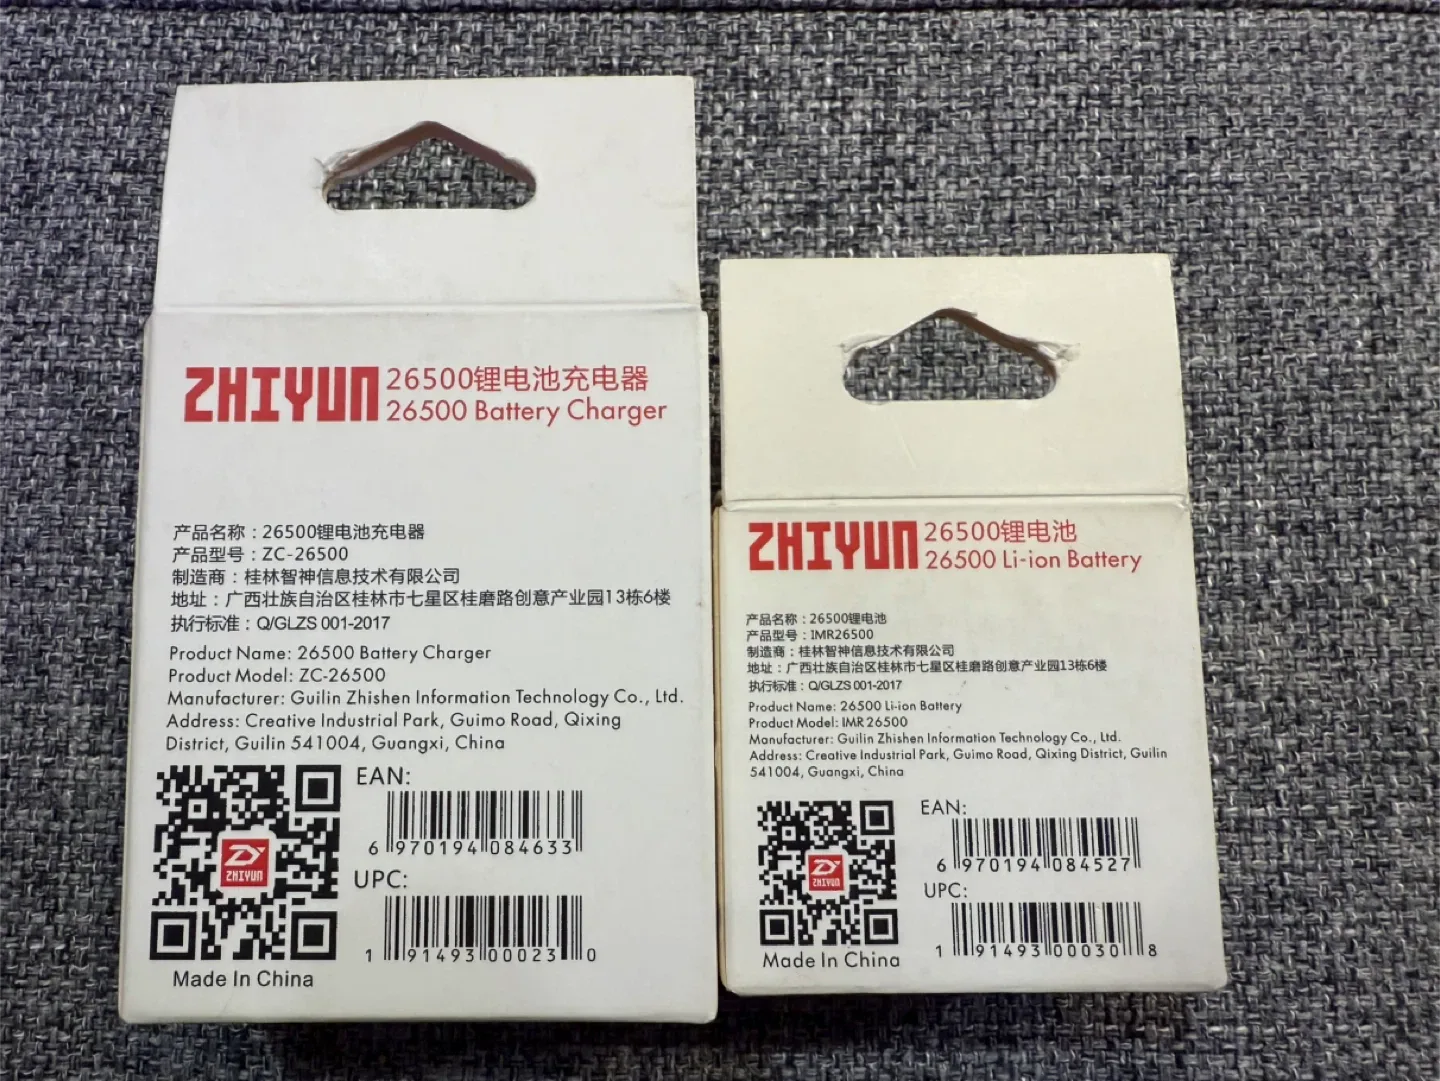 ZHIYUN
26500锂电池充电器
26500 Battery Charger
产品名称：26500锂电池充电器
产品型号：ZC-26500
制造商：桂林智神信息技术有限公司
地址：广西壮族自治区桂林市七星区桂磨路创意产业园13栋6楼
执行标准：Q/GLZS 001-2017
Product Name: 26500 Battery Charger
Product Model: ZC-26500
Manufacturer: Guilin Zhishen Information Technology Co., Ltd.
Address: Creative Industrial Park, Guimo Road, Qixing
District, Guilin 541004, Guangxi, China
EAN:
6 970194 084633
UPC:
1 91493 00023 0
ZHIYUN
Made In China
ZHIYUN
26500锂电池
26500 Li-ion Battery
产品名称：26500锂电池
产品型号：IMR26500
制造商：桂林智神信息技术有限公司
地址：广西壮族自治区桂林市七星区桂磨路创意产业园13栋6楼
执行标准：Q/GLZS 001-2017
Product Name: 26500 Li-ion Battery
Product Model: IMR 26500
Manufacturer: Guilin Zhishen Information Technology Co., Ltd.
Address: Creative Industrial Park, Guimo Road, Qixing District, Guilin
541004, Guangxi, China
EAN:
6 970194 084527
UPC:
1 91493 00030 8
ZHIYUN
Made In China